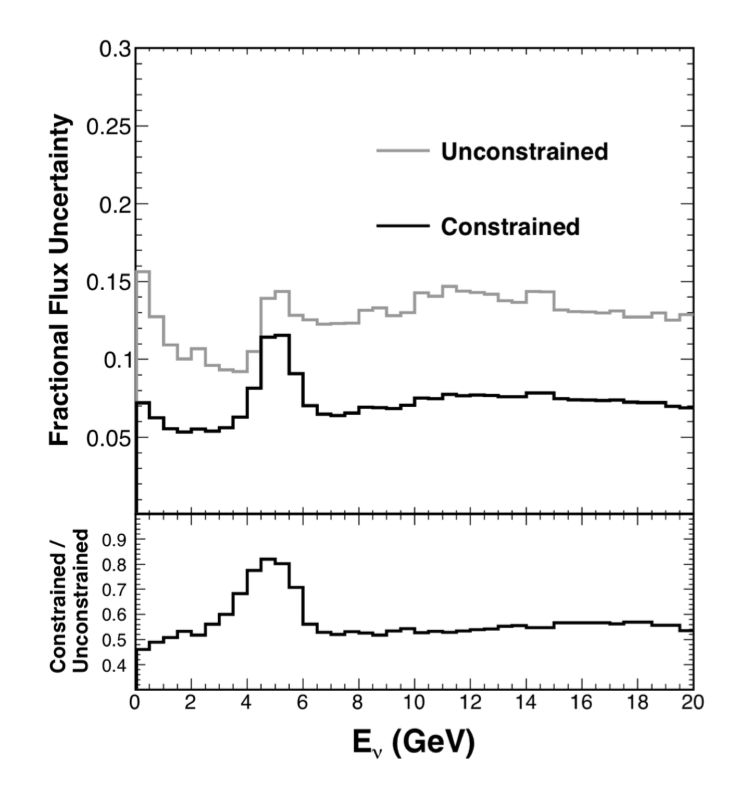 0.3
0.25
0.2
0.15
0.1
0.05
Fractional Flux Uncertainty
Unconstrained
Constrained
0.9
0.8
0.7
0.6
0.5
0.4
Constrained /
Unconstrained
0 2 4 6 8 10 12 14 16 18 20
Eν (GeV)